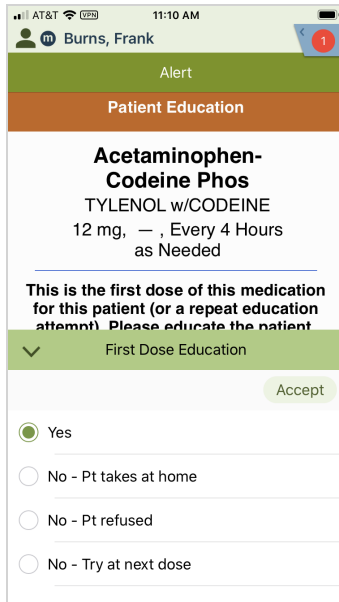 AT&T VPN 11:10 AM
m Burns, Frank 1
Alert
Patient Education
Acetaminophen-
Codeine Phos
TYLENOL w/CODEINE
12 mg, — , Every 4 Hours
as Needed
This is the first dose of this medication
for this patient (or a repeat education
attempt). Please educate the patient
First Dose Education
Accept
Yes
No - Pt takes at home
No - Pt refused
No - Try at next dose